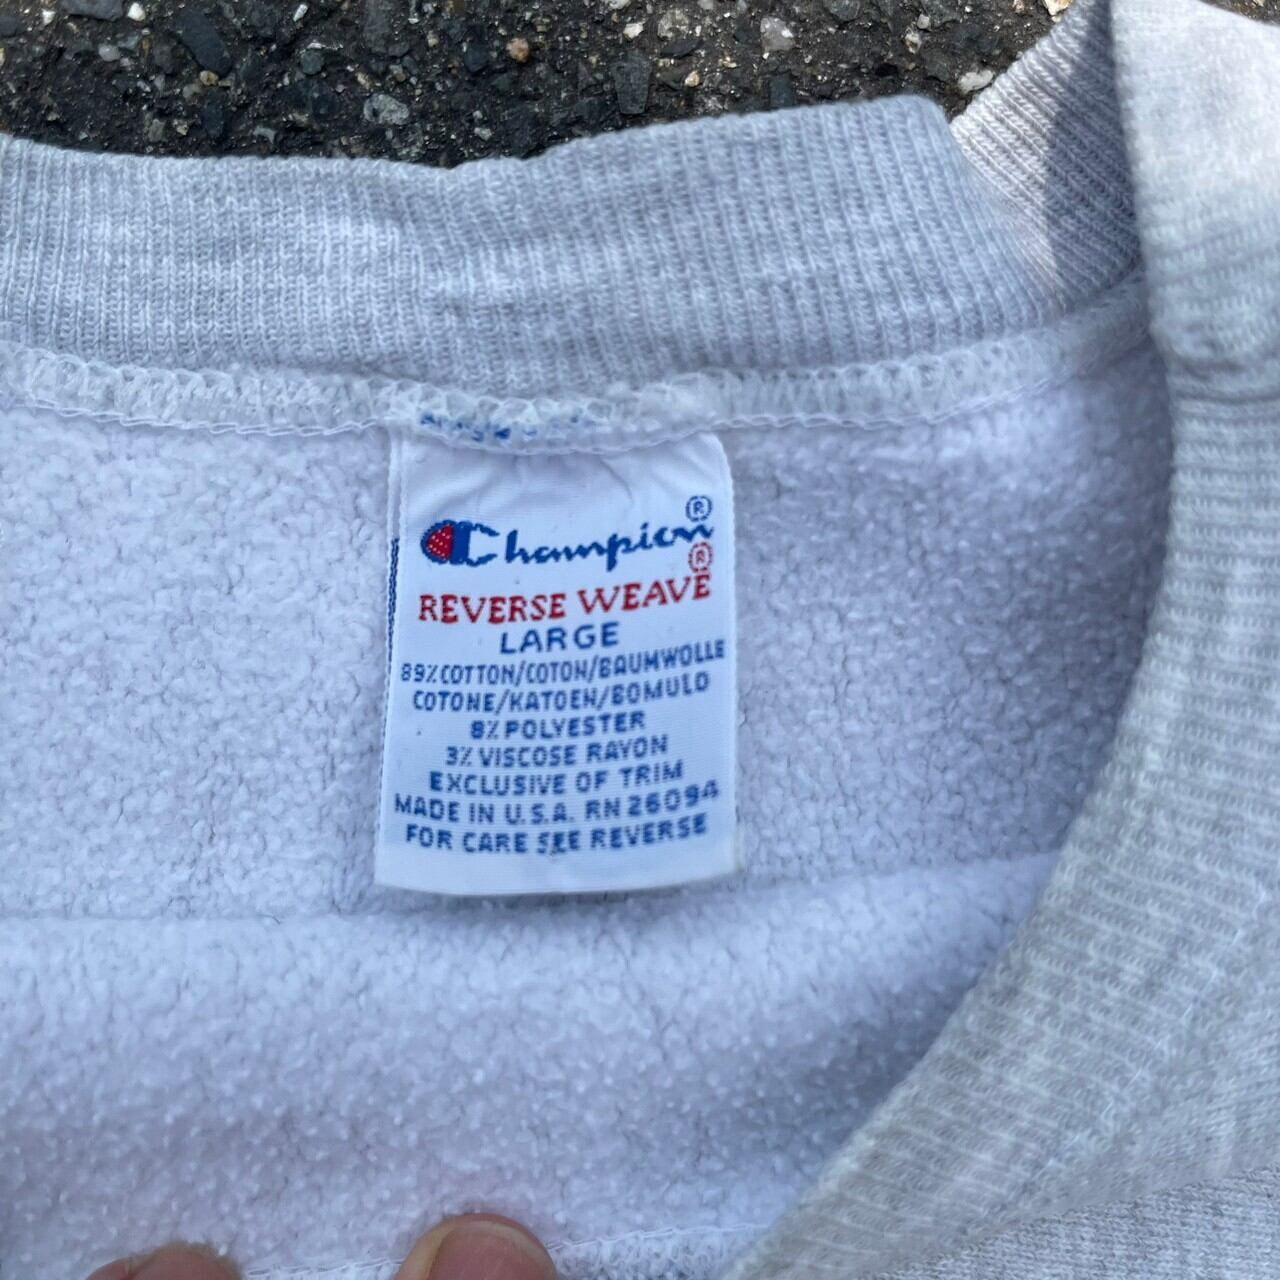 Champion®
REVERSE WEAVE®
LARGE
89% COTTON/COTON/BAUMWOLLE
COTONE/KATOEN/BOMULD
8% POLYESTER
3% VISCOSE RAYON
EXCLUSIVE OF TRIM
MADE IN U.S.A. RN 26094
FOR CARE SEE REVERSE